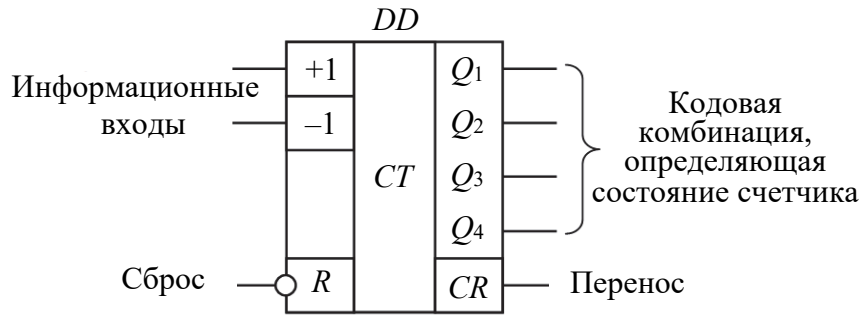 DD
Информационные
входы
+1
–1
Сброс
R
CT
Q1
Q2
Q3
Q4
CR
Кодовая
комбинация,
определяющая
состояние счетчика
Перенос